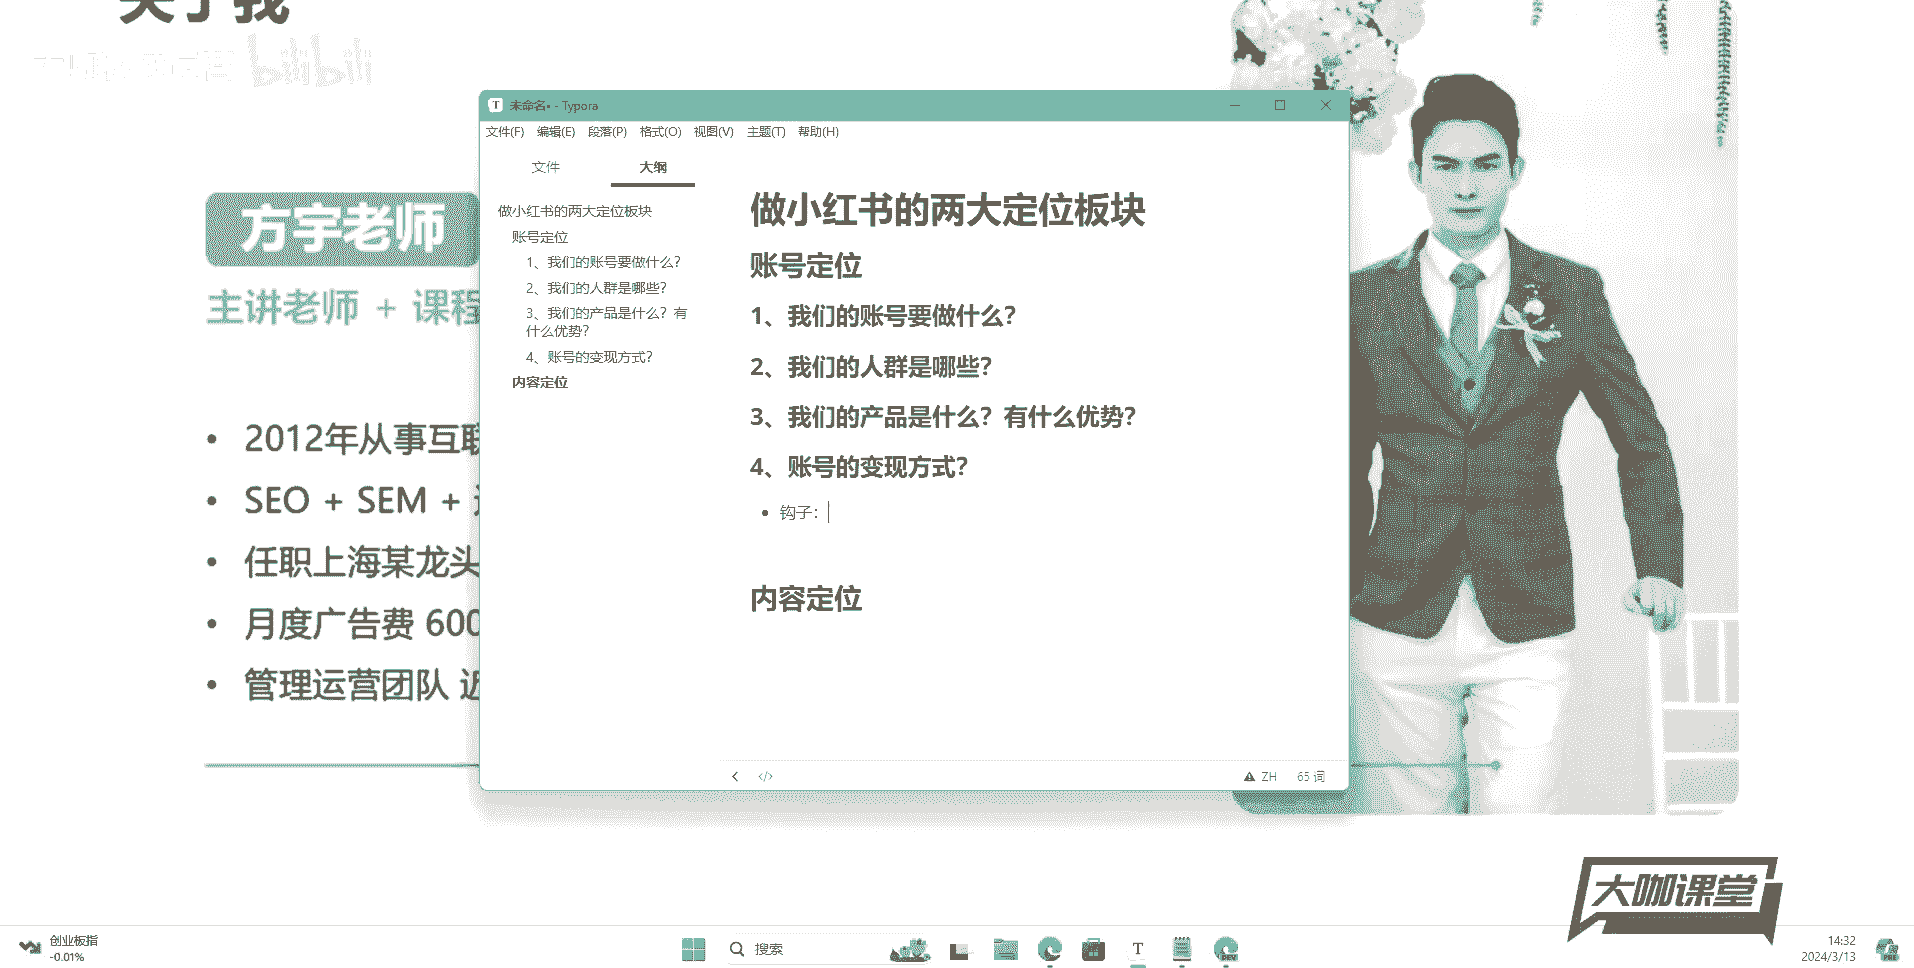 关于我
bilibili
方宇老师
主讲老师 + 课程
• 2012年从事互联
• SEO + SEM +
• 任职上海某龙头
• 月度广告费 600
• 管理运营团队 近
未命名• - Typora
文件(F) 编辑(E) 段落(P) 格式(O) 视图(V) 主题(T) 帮助(H)
文件 大纲
做小红书的两大定位板块
账号定位
1、我们的账号要做什么？
2、我们的人群是哪些？
3、我们的产品是什么？有
什么优势？
4、账号的变现方式？
内容定位
做小红书的两大定位板块
账号定位
1、我们的账号要做什么？
2、我们的人群是哪些？
3、我们的产品是什么？有什么优势？
4、账号的变现方式？
• 钩子：
内容定位
ZH 65 词
大咖课堂
创业板指
-0.01%
搜索
DEV
14:32
2024/3/13
PRE